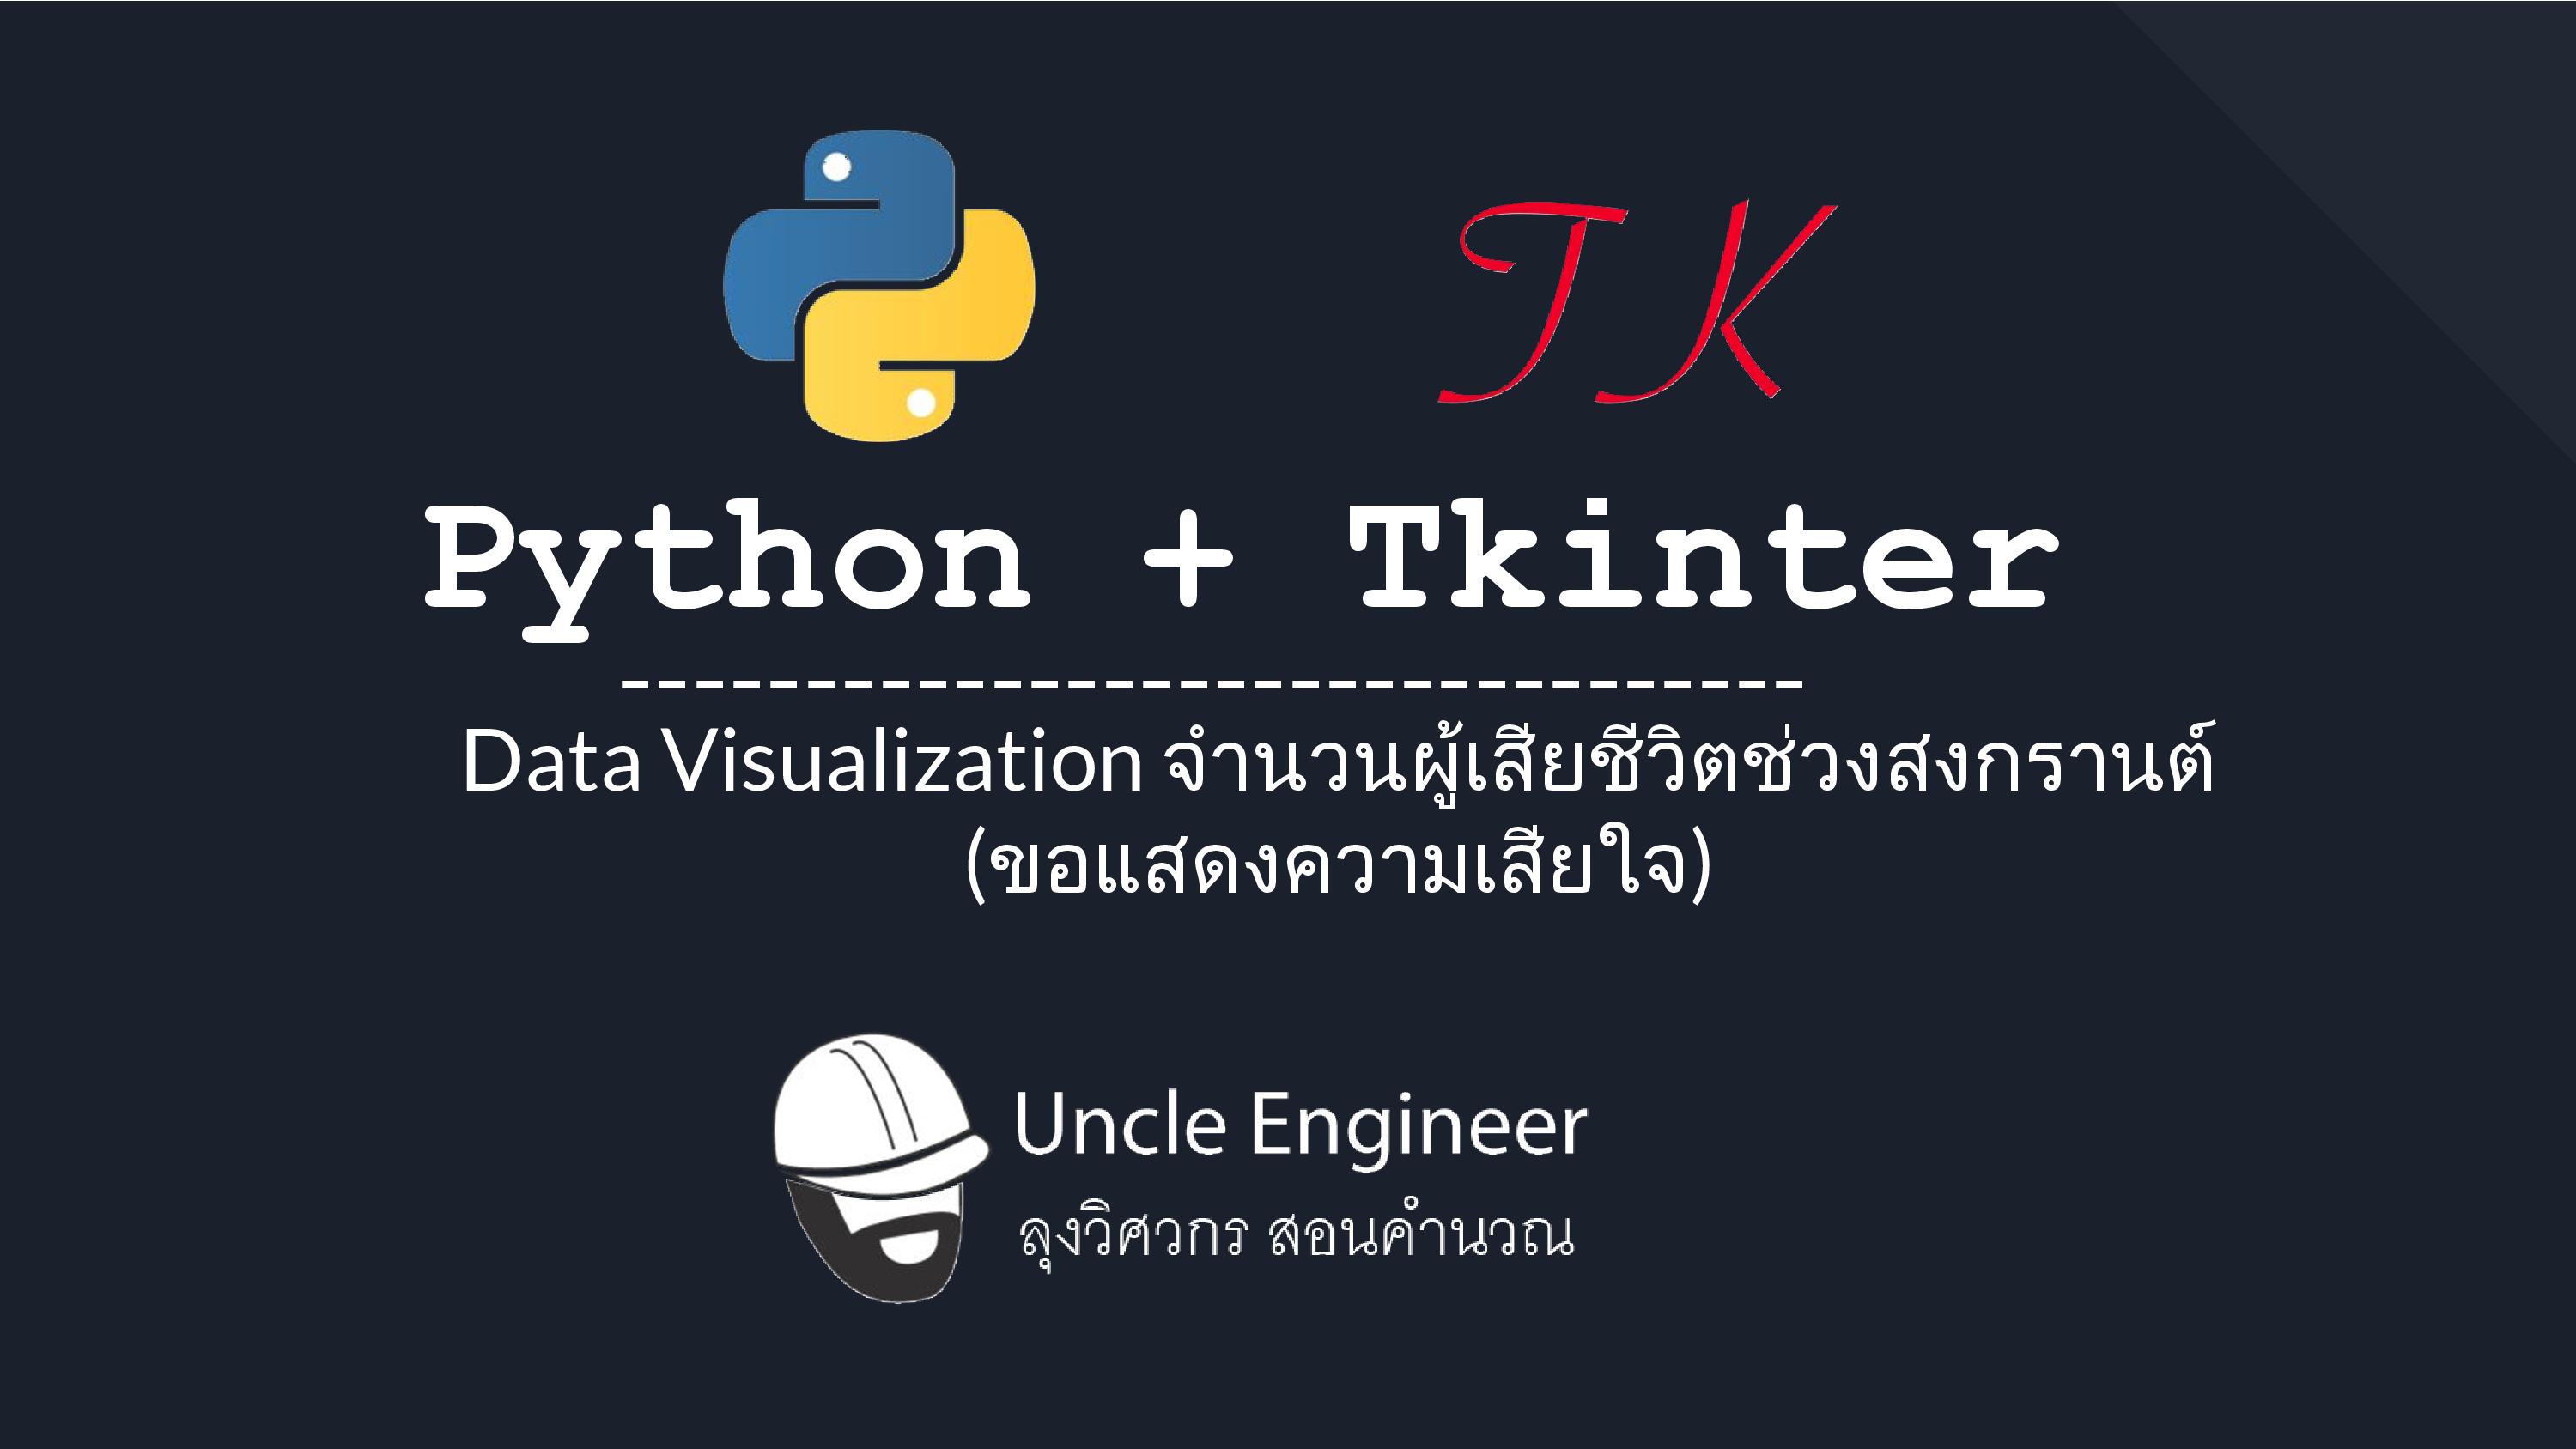 TK
Python + Tkinter
--------------------------------
Data Visualization จำนวนผู้เสียชีวิตช่วงสงกรานต์
(ขอแสดงความเสียใจ)
Uncle Engineer
ลุงวิศวกร สอนคำนวณ